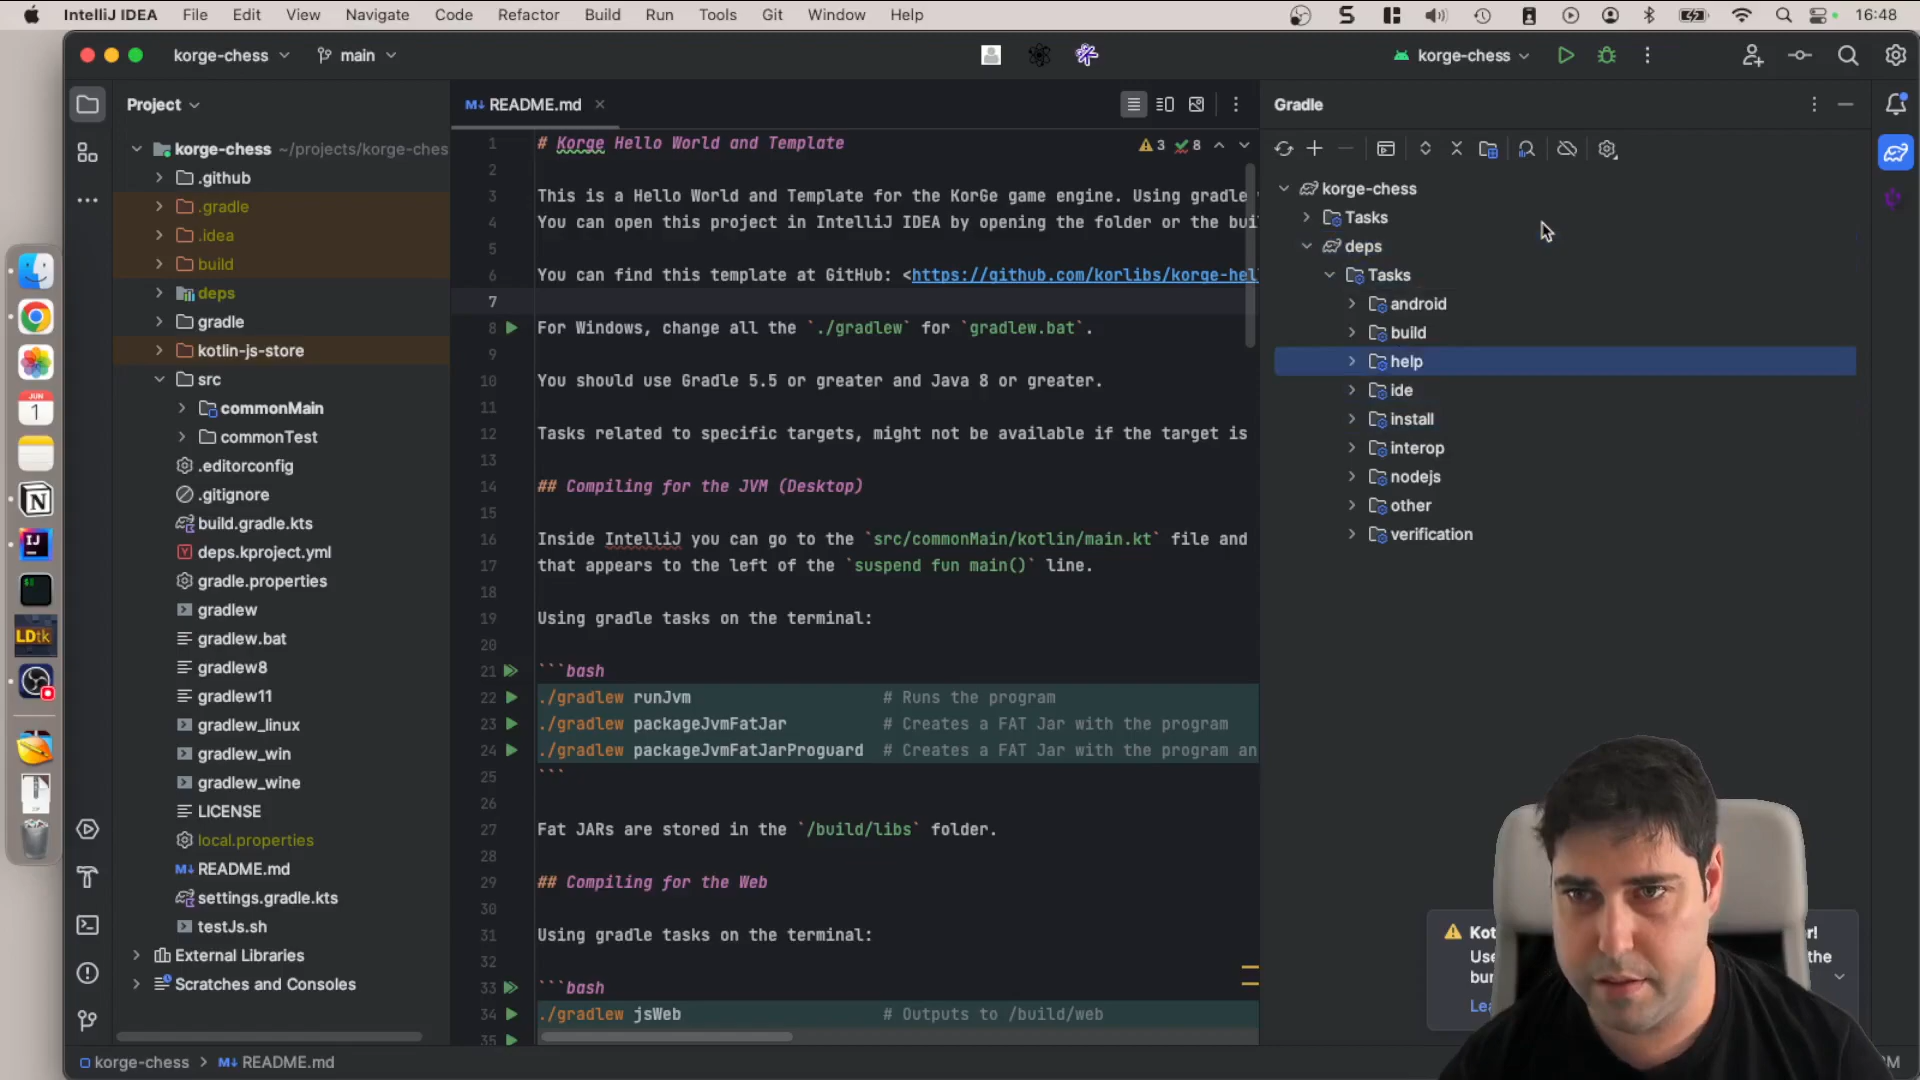 IntelliJ IDEA File Edit View Navigate Code Refactor Build Run Tools Git Window Help 16:48
korge-chess main korge-chess
Project
korge-chess ~/projects/korge-ches
.github
.gradle
.idea
build
deps
gradle
kotlin-js-store
src
commonMain
commonTest
.editorconfig
.gitignore
build.gradle.kts
deps.kproject.yml
gradle.properties
gradlew
gradlew.bat
gradlew8
gradlew11
gradlew_linux
gradlew_win
gradlew_wine
LICENSE
local.properties
README.md
settings.gradle.kts
testJs.sh
External Libraries
Scratches and Consoles
README.md
3 8
1 # Korge Hello World and Template
2
3 This is a Hello World and Template for the KorGe game engine. Using gradle
4 You can open this project in IntelliJ IDEA by opening the folder or the bui
5
6 You can find this template at GitHub: <https://github.com/korlibs/korge-hel
7
8 For Windows, change all the `./gradlew` for `gradlew.bat`.
9
10 You should use Gradle 5.5 or greater and Java 8 or greater.
11
12 Tasks related to specific targets, might not be available if the target is
13
14 ## Compiling for the JVM (Desktop)
15
16 Inside IntelliJ you can go to the `src/commonMain/kotlin/main.kt` file and
17 that appears to the left of the `suspend fun main()` line.
18
19 Using gradle tasks on the terminal:
20
21 ```bash
22 ./gradlew runJvm # Runs the program
23 ./gradlew packageJvmFatJar # Creates a FAT Jar with the program
24 ./gradlew packageJvmFatJarProguard # Creates a FAT Jar with the program an
25 ```
26
27 Fat JARs are stored in the `/build/libs` folder.
28
29 ## Compiling for the Web
30
31 Using gradle tasks on the terminal:
32
33 ```bash
34 ./gradlew jsWeb # Outputs to /build/web
35
Gradle
korge-chess
Tasks
deps
Tasks
android
build
help
ide
install
interop
nodejs
other
verification
Kot r!
Use the
bun
Lea
JUN
1
IJ
LDtk
korge-chess > README.md